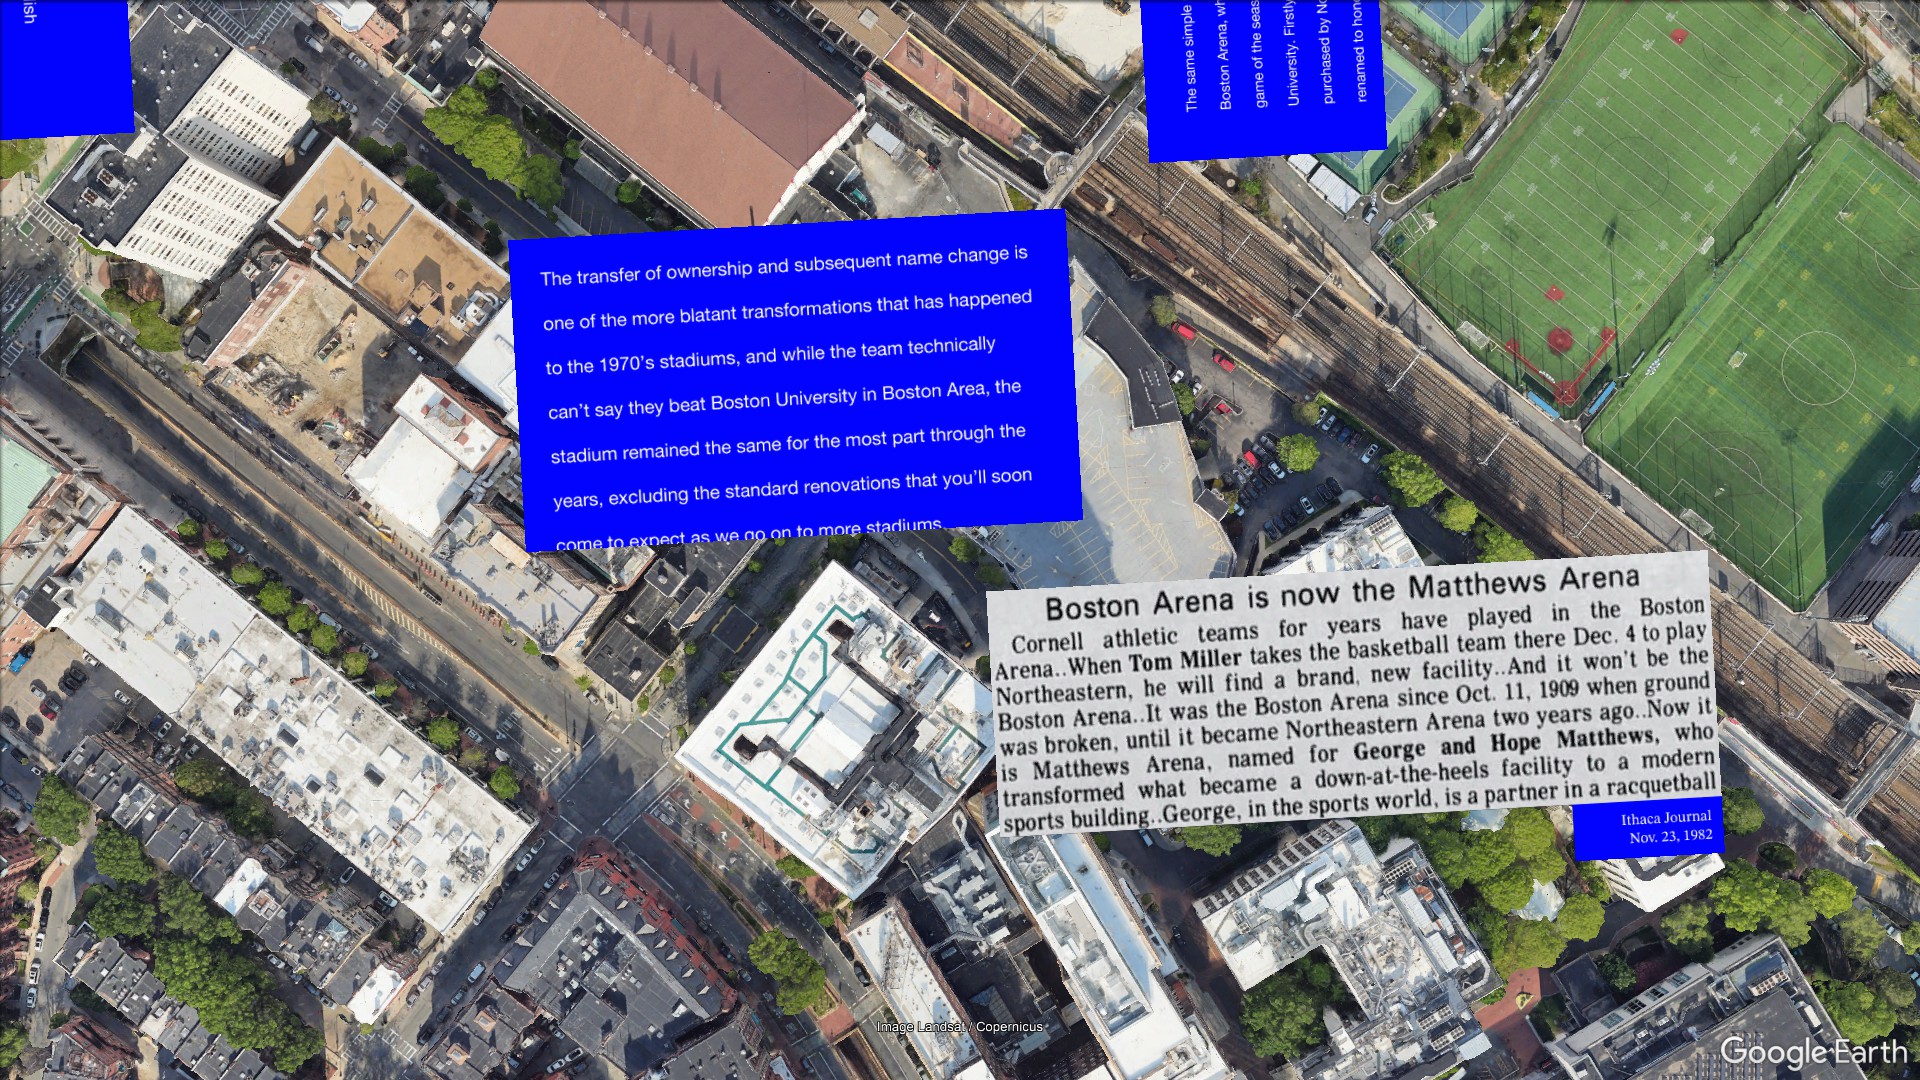 ish
The same simple
Boston Arena, wh
game of the seas
University. Firstly
purchased by No
renamed to hono
The transfer of ownership and subsequent name change is
one of the more blatant transformations that has happened
to the 1970's stadiums, and while the team technically
can't say they beat Boston University in Boston Area, the
stadium remained the same for the most part through the
years, excluding the standard renovations that you'll soon
come to expect as we go on to more stadiums.
Boston Arena is now the Matthews Arena
Cornell athletic teams for years have played in the Boston
Arena..When Tom Miller takes the basketball team there Dec. 4 to play
Northeastern, he will find a brand, new facility..And it won't be the
Boston Arena..It was the Boston Arena since Oct. 11, 1909 when ground
was broken, until it became Northeastern Arena two years ago..Now it
is Matthews Arena, named for George and Hope Matthews, who
transformed what became a down-at-the-heels facility to a modern
sports building..George, in the sports world, is a partner in a racquetball
Ithaca Journal
Nov. 23, 1982
Image Landsat / Copernicus
Google Earth